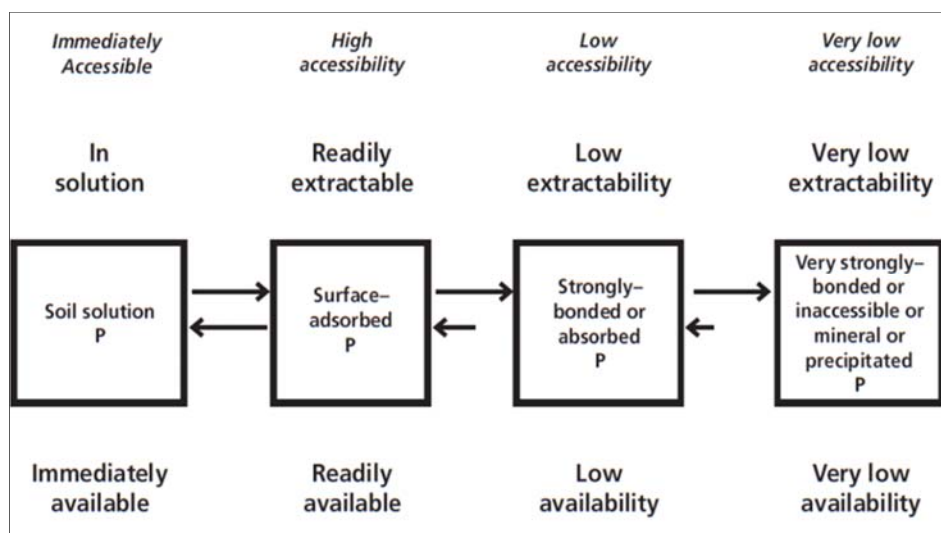 Immediately
Accessible
High
accessibility
Low
accessibility
Very low
accessibility
In
solution
Readily
extractable
Low
extractability
Very low
extractability
Soil solution
P
Surface–
adsorbed
P
Strongly–
bonded or
absorbed
P
Very strongly–
bonded or
inaccessible or
mineral or
precipitated
P
Immediately
available
Readily
available
Low
availability
Very low
availability